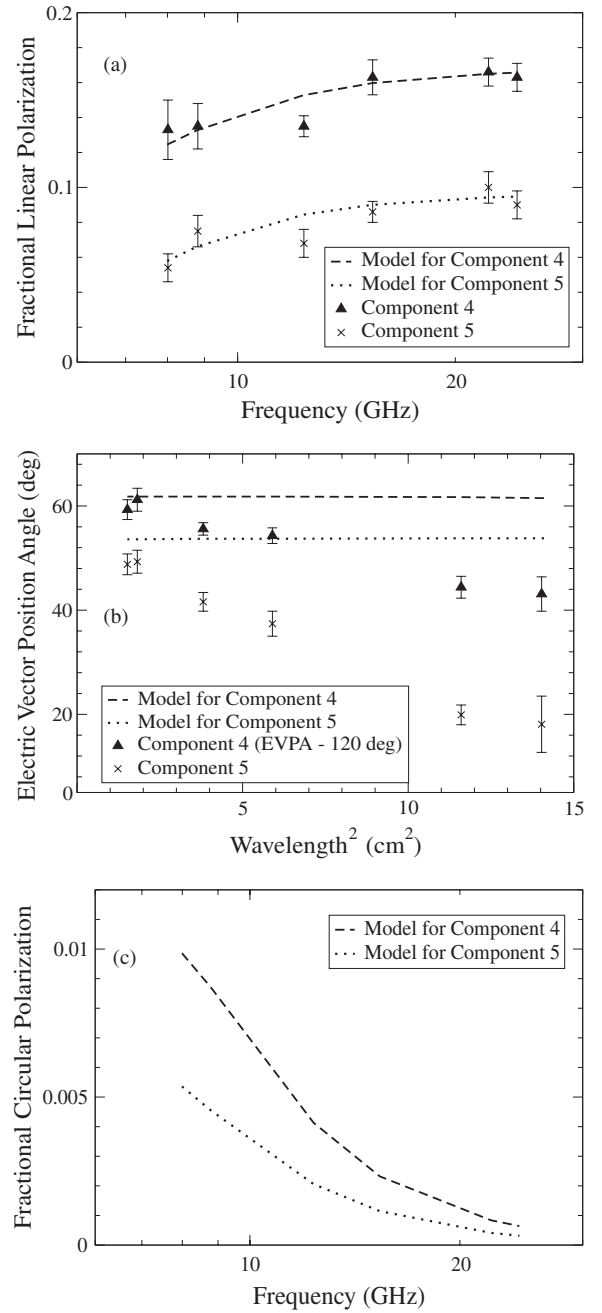 (a)
Fractional Linear Polarization
0.1
0
10
20
Frequency (GHz)
Model for Component 4
Model for Component 5
Component 4
Component 5
(b)
Electric Vector Position Angle (deg)
60
40
20
0
5
10
15
Wavelength² (cm²)
Model for Component 4
Model for Component 5
Component 4 (EVPA - 120 deg)
Component 5
(c)
Fractional Circular Polarization
0.01
0.005
0
10
20
Frequency (GHz)
Model for Component 4
Model for Component 5